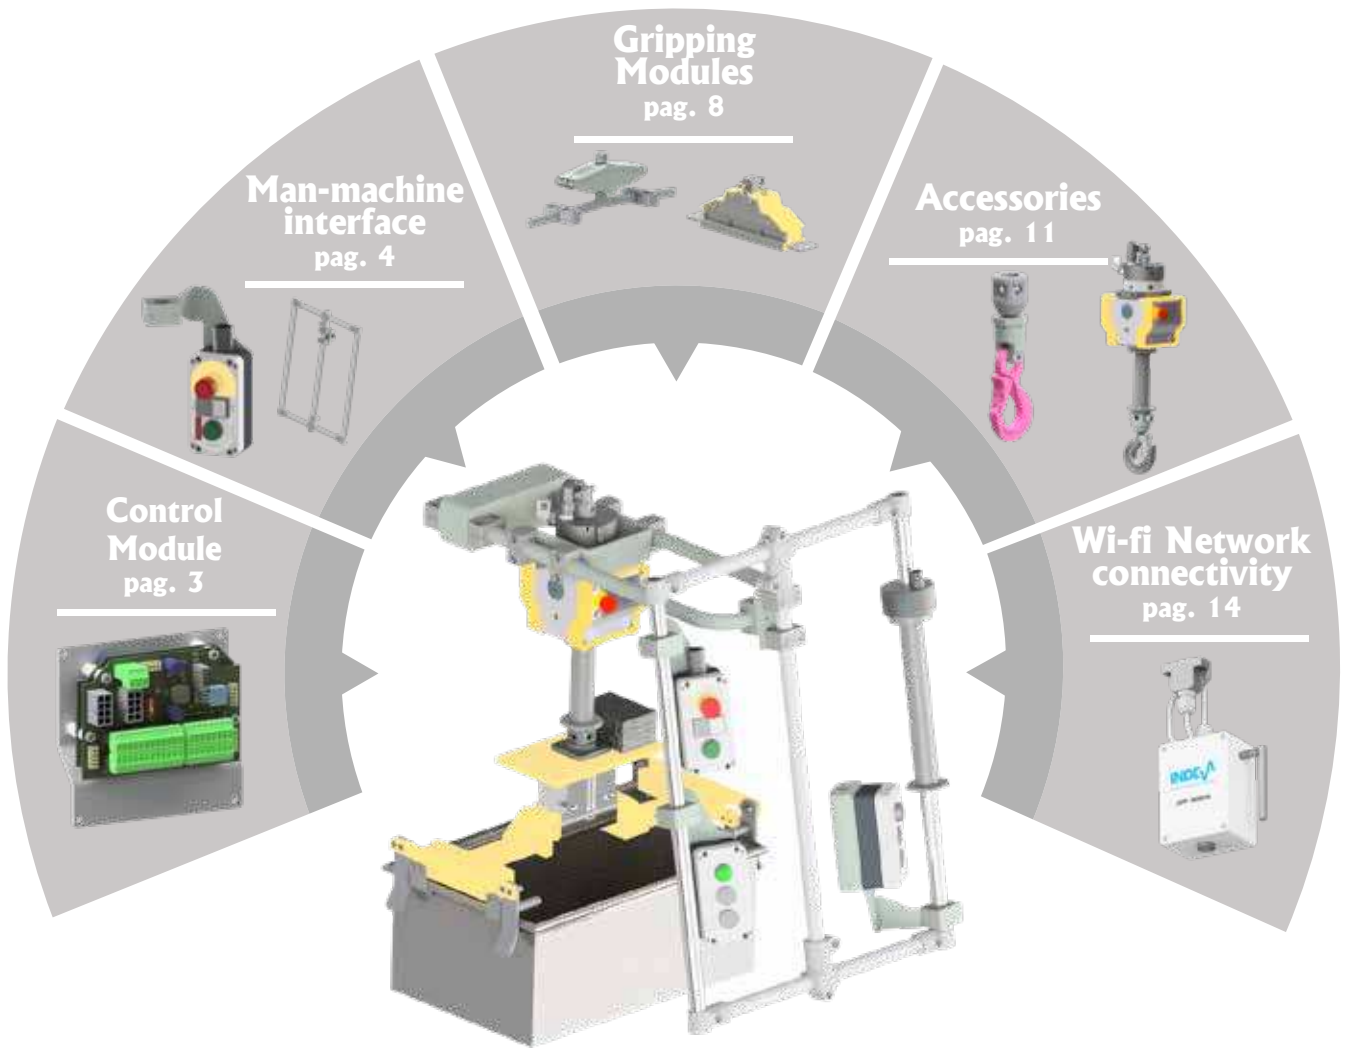 Gripping
Modules
pag. 8
Man-machine
interface
pag. 4
Accessories
pag. 11
Control
Module
pag. 3
Wi-fi Network
connectivity
pag. 14
INDEVA